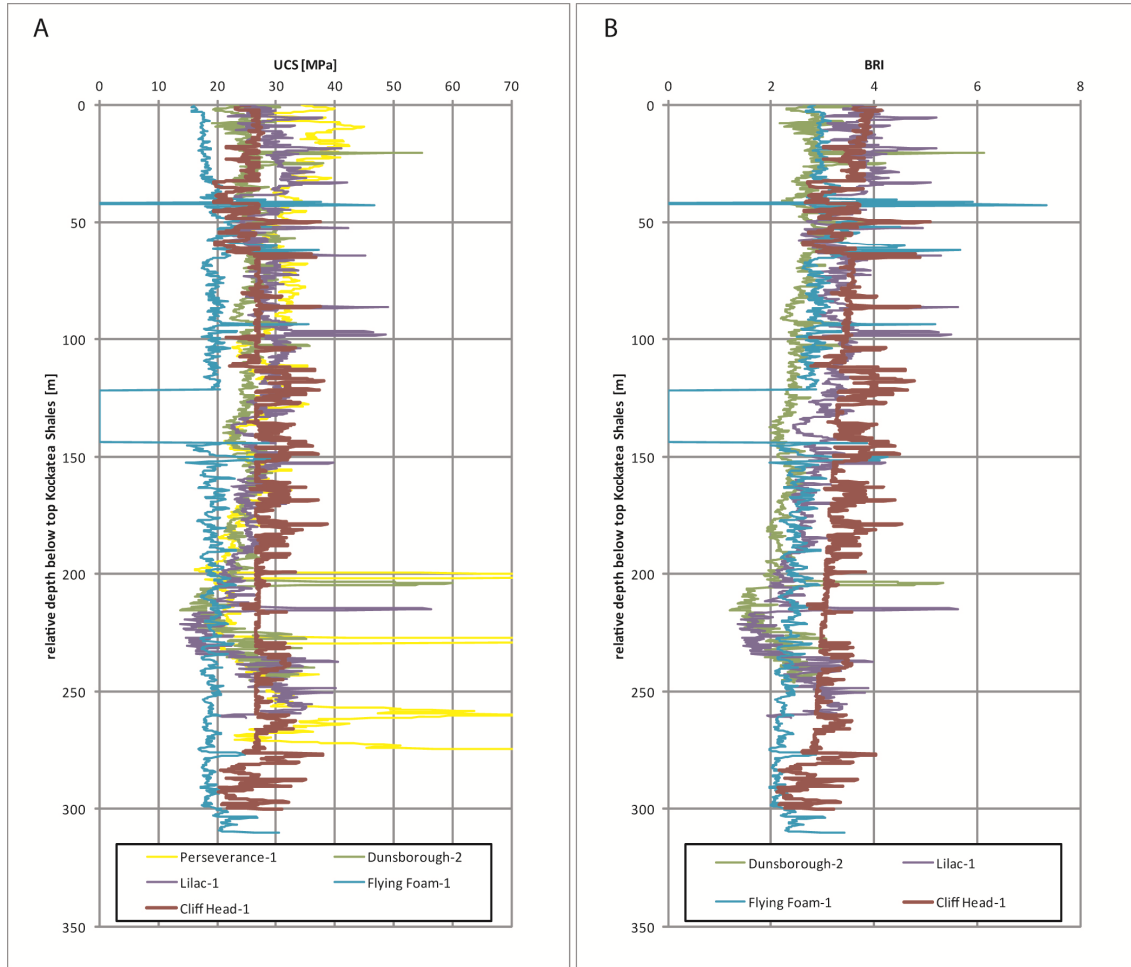 A
UCS [MPa]
0 10 20 30 40 50 60 70
0
50
100
150
200
250
300
350
relative depth below top Kockatea Shales [m]
Perseverance-1 Dunsborough-2
Lilac-1 Flying Foam-1
Cliff Head-1
B
BRI
0 2 4 6 8
0
50
100
150
200
250
300
350
relative depth below top Kockatea Shales [m]
Dunsborough-2 Lilac-1
Flying Foam-1 Cliff Head-1